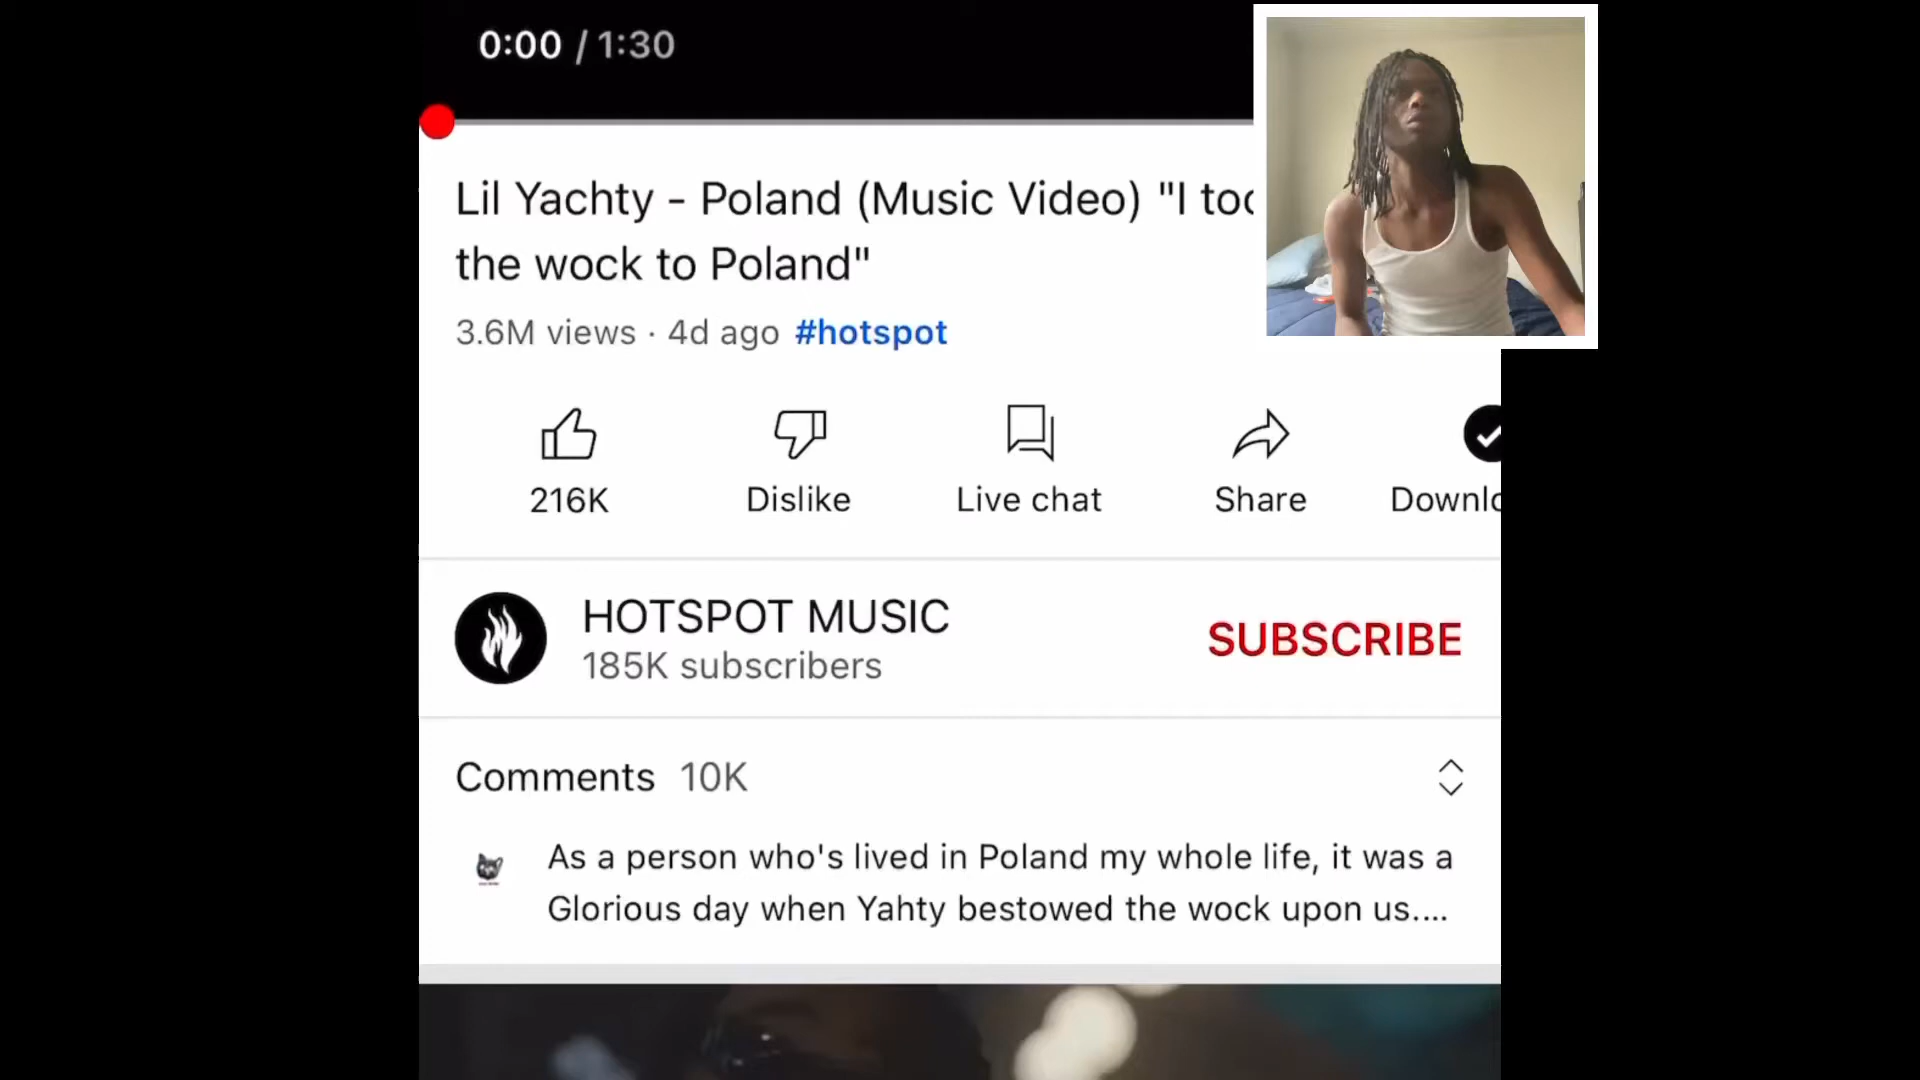 0:00 / 1:30
Lil Yachty - Poland (Music Video) "I too
the wock to Poland"
3.6M views · 4d ago #hotspot
216K
Dislike
Live chat
Share
Downlo
HOTSPOT MUSIC
185K subscribers
SUBSCRIBE
Comments 10K
As a person who's lived in Poland my whole life, it was a
Glorious day when Yahty bestowed the wock upon us....